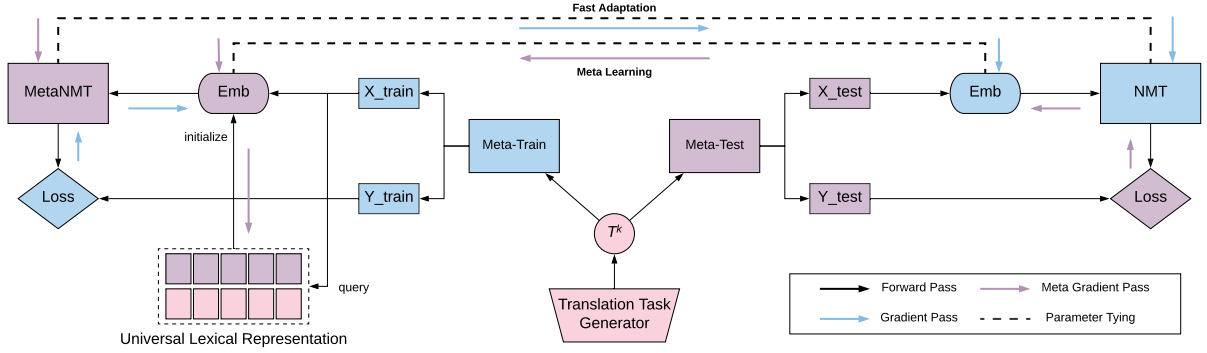 Fast Adaptation
Meta Learning
MetaNMT
Emb
X_train
X_test
Emb
NMT
initialize
Meta-Train
Meta-Test
Loss
Y_train
Y_test
Loss
T^k
query
Translation Task
Generator
Universal Lexical Representation
Forward Pass
Meta Gradient Pass
Gradient Pass
Parameter Tying